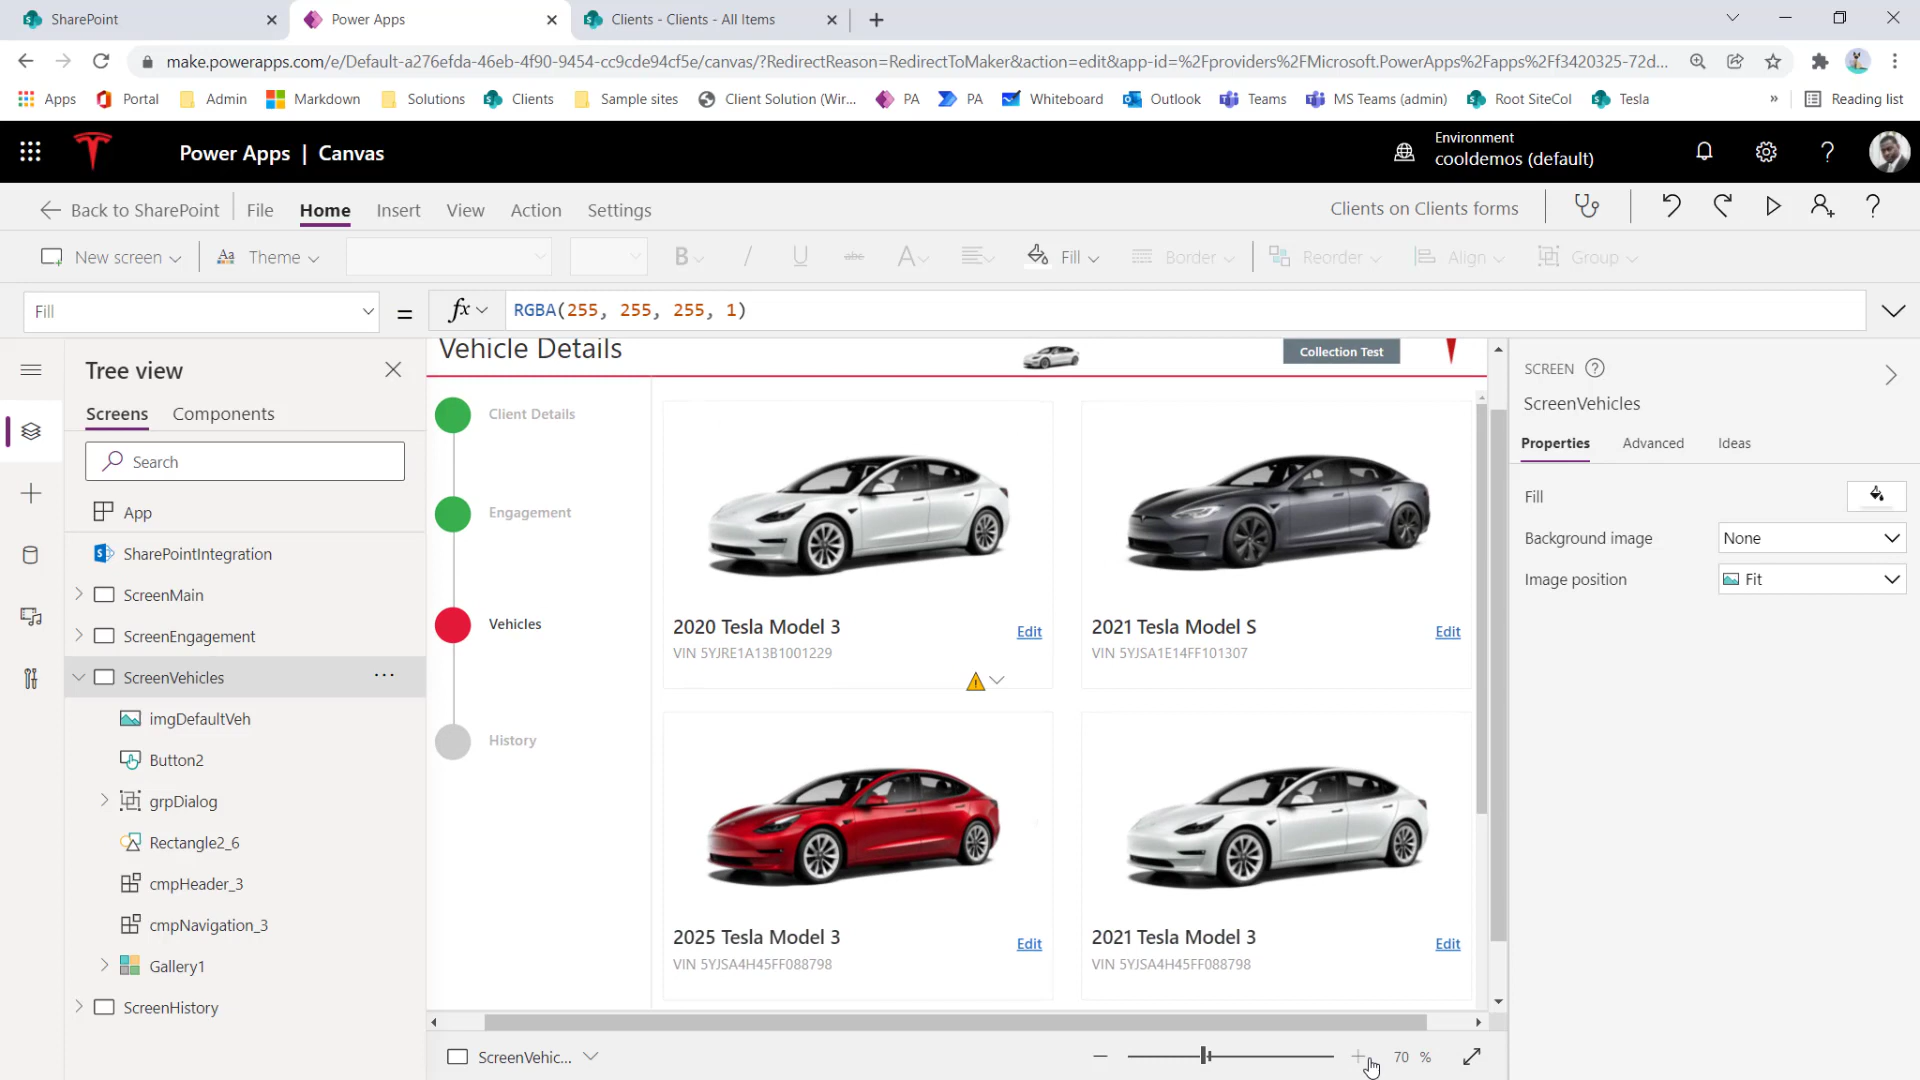 SharePoint
Power Apps
Clients - Clients - All Items
make.powerapps.com/e/Default-a276efda-46eb-4f90-9454-cc9cde94cf5e/canvas/?RedirectReason=RedirectToMaker&action=edit&app-id=%2Fproviders%2FMicrosoft.PowerApps%2Fapps%2Ff3420325-72d...
Apps
Portal
Admin
Markdown
Solutions
Clients
Sample sites
Client Solution (Wir...
PA
PA
Whiteboard
Outlook
Teams
MS Teams (admin)
Root SiteCol
Tesla
»
Reading list
Power Apps | Canvas
Environment
cooldemos (default)
Back to SharePoint
File
Home
Insert
View
Action
Settings
Clients on Clients forms
New screen
Theme
B
I
U
abc
A
Fill
Border
Reorder
Align
Group
Fill
=
fx
RGBA(255, 255, 255, 1)
Tree view
Screens
Components
Search
App
SharePointIntegration
ScreenMain
ScreenEngagement
ScreenVehicles
...
imgDefaultVeh
Button2
grpDialog
Rectangle2_6
cmpHeader_3
cmpNavigation_3
Gallery1
ScreenHistory
Vehicle Details
Collection Test
Client Details
Engagement
Vehicles
History
2020 Tesla Model 3
VIN 5YJRE1A13B1001229
Edit
2021 Tesla Model S
VIN 5YJSA1E14FF101307
Edit
2025 Tesla Model 3
VIN 5YJSA4H45FF088798
Edit
2021 Tesla Model 3
VIN 5YJSA4H45FF088798
Edit
ScreenVehic...
70 %
SCREEN
ScreenVehicles
Properties
Advanced
Ideas
Fill
Background image
None
Image position
Fit